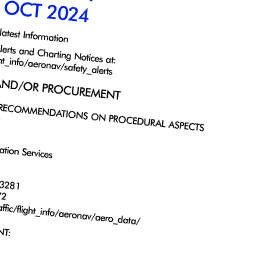 OCT 2024
latest Information
lerts and Charting Notices at:
ht_info/aeronav/safety_alerts
AND/OR PROCUREMENT
RECOMMENDATIONS ON PROCEDURAL ASPECTS
ation Services
3281
72
affic/flight_info/aeronav/aero_data/
NT: